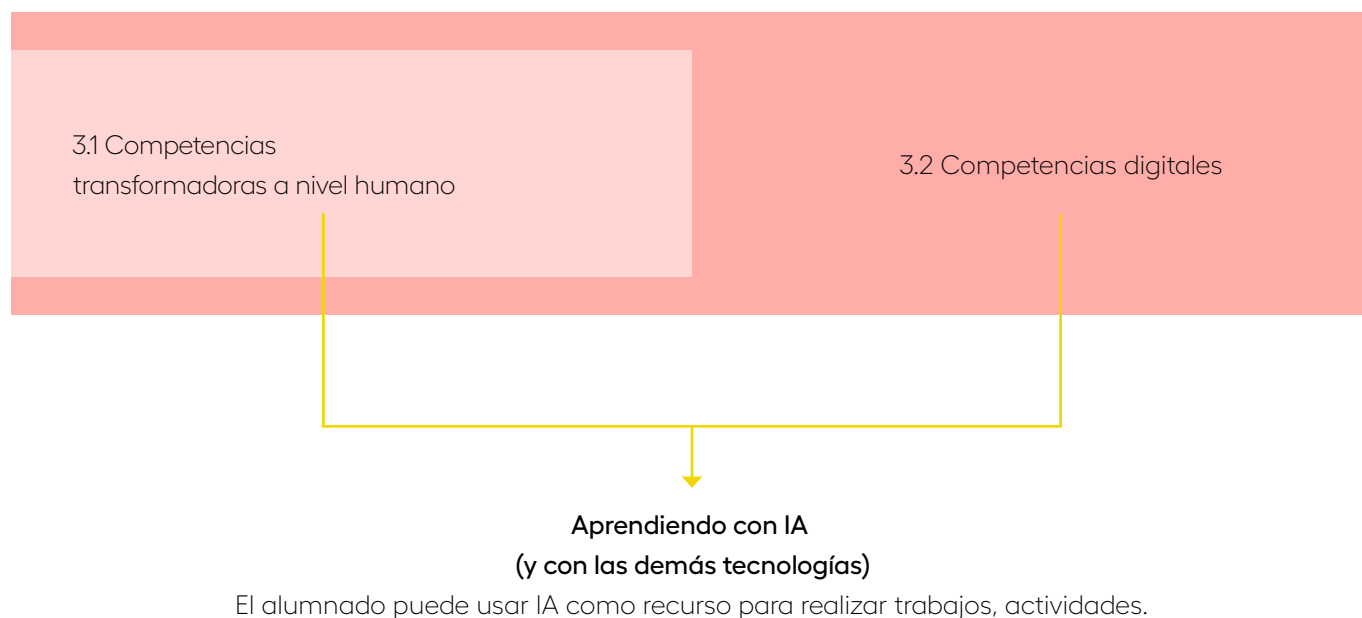 3.1 Competencias
transformadoras a nivel humano
3.2 Competencias digitales
Aprendiendo con IA
(y con las demás tecnologías)
El alumnado puede usar IA como recurso para realizar trabajos, actividades.